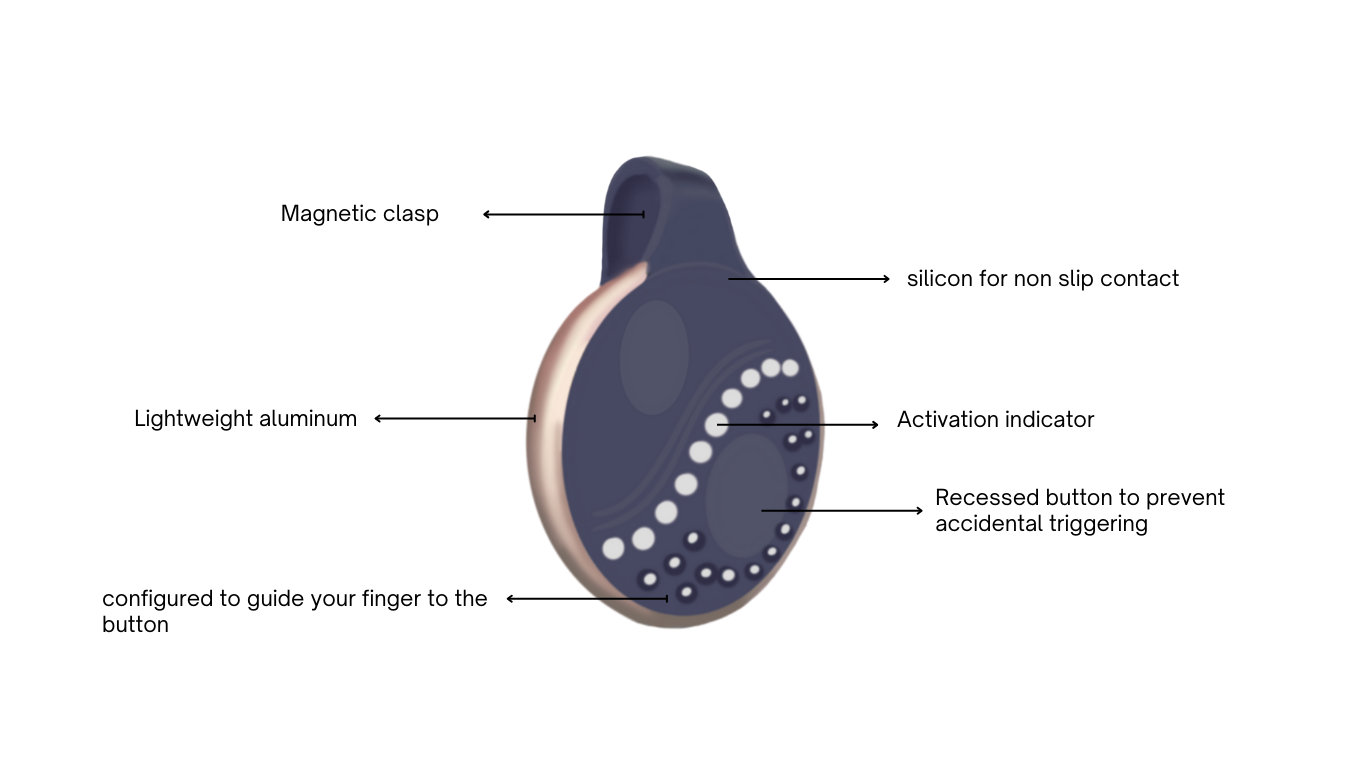 Magnetic clasp
silicon for non slip contact
Lightweight aluminum
Activation indicator
Recessed button to prevent
accidental triggering
configured to guide your finger to the
button